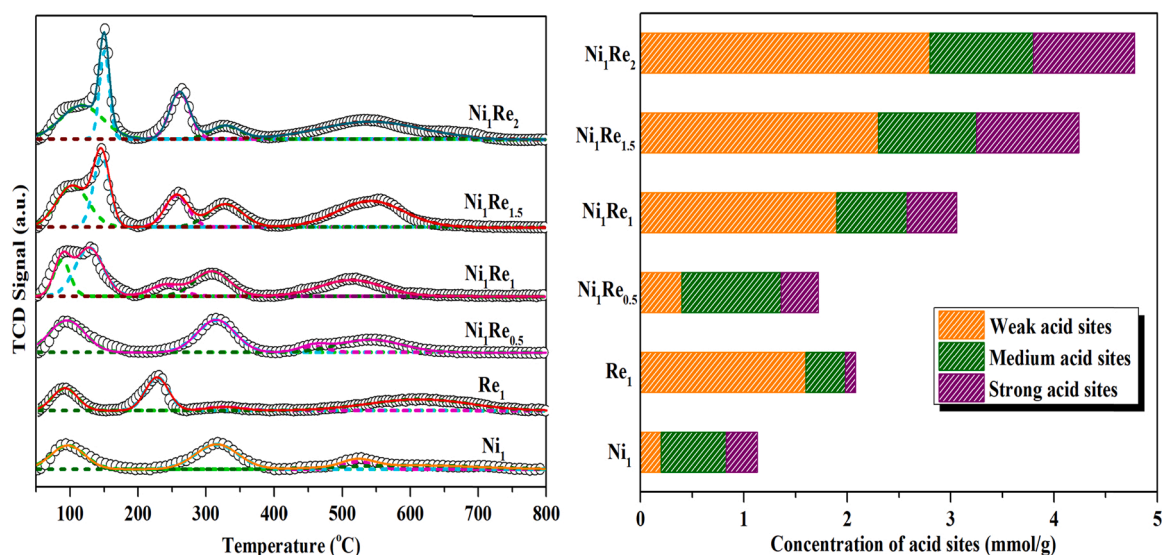 TCD Signal (a.u.)
Ni₁Re₂
Ni₁Re₁.₅
Ni₁Re₁
Ni₁Re₀.₅
Re₁
Ni₁
100 200 300 400 500 600 700 800
Temperature (°C)
Ni₁Re₂
Ni₁Re₁.₅
Ni₁Re₁
Ni₁Re₀.₅
Re₁
Ni₁
Weak acid sites
Medium acid sites
Strong acid sites
0 1 2 3 4 5
Concentration of acid sites (mmol/g)